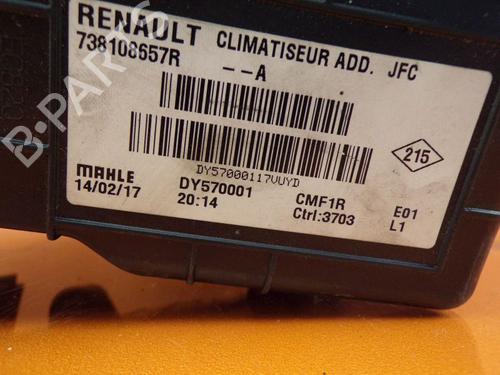 RENAULT CLIMATISEUR ADD. JFC
738108657R
--A
215
DY57000117VUYD
MAHLE DY570001 CMF1R E01
14/02/17 20:14 Ctrl:3703 L1
B-PARTS